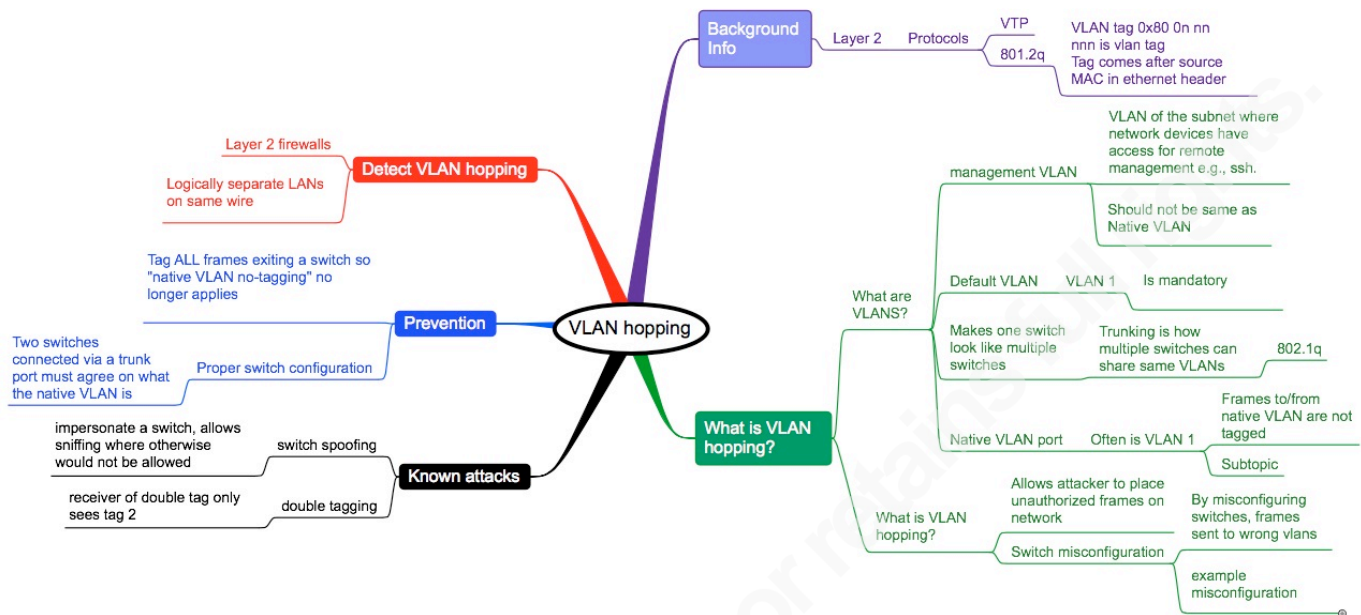 Background
Info
Layer 2
Protocols
VTP
801.2q
VLAN tag 0x80 0n nn
nnn is vlan tag
Tag comes after source
MAC in ethernet header
Layer 2 firewalls
Detect VLAN hopping
Logically separate LANs
on same wire
Tag ALL frames exiting a switch so
"native VLAN no-tagging" no
longer applies
Prevention
Two switches
connected via a trunk
port must agree on what
the native VLAN is
Proper switch configuration
VLAN hopping
impersonate a switch, allows
sniffing where otherwise
would not be allowed
switch spoofing
Known attacks
receiver of double tag only
sees tag 2
double tagging
What is VLAN
hopping?
What are
VLANS?
management VLAN
VLAN of the subnet where
network devices have
access for remote
management e.g., ssh.
Should not be same as
Native VLAN
Default VLAN
VLAN 1
Is mandatory
Makes one switch
look like multiple
switches
Trunking is how
multiple switches can
share same VLANs
802.1q
Native VLAN port
Often is VLAN 1
Frames to/from
native VLAN are not
tagged
Subtopic
What is VLAN
hopping?
Allows attacker to place
unauthorized frames on
network
Switch misconfiguration
By misconfiguring
switches, frames
sent to wrong vlans
example
misconfiguration
or retains full rights.